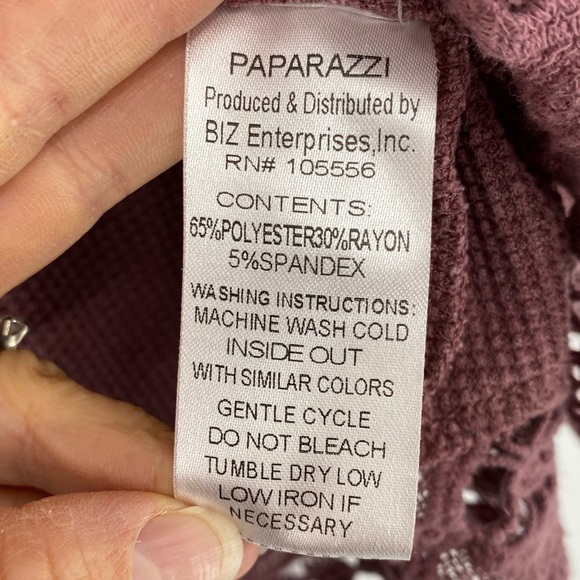 PAPARAZZI
Produced & Distributed by
BIZ Enterprises,Inc.
RN# 105556
CONTENTS:
65%POLYESTER30%RAYON
5%SPANDEX
WASHING INSTRUCTIONS:
MACHINE WASH COLD
INSIDE OUT
WITH SIMILAR COLORS
GENTLE CYCLE
DO NOT BLEACH
TUMBLE DRY LOW
LOW IRON IF
NECESSARY